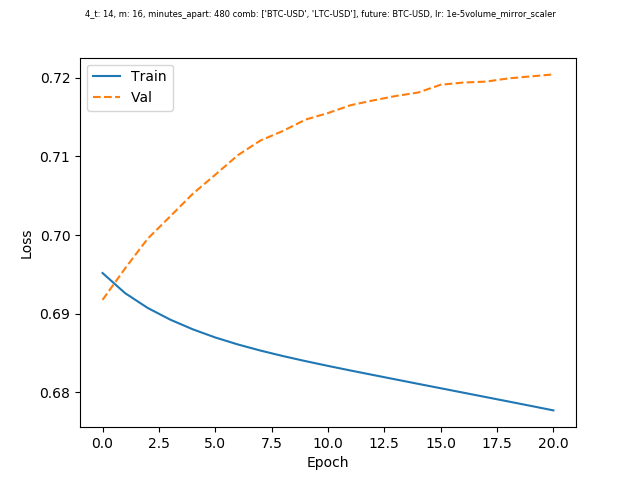 4_t: 14, m: 16, minutes_apart: 480 comb: ['BTC-USD', 'LTC-USD'], future: BTC-USD, lr: 1e-5volume_mirror_scaler
Train
Val
0.72
0.71
0.70
0.69
0.68
Loss
0.0 2.5 5.0 7.5 10.0 12.5 15.0 17.5 20.0
Epoch